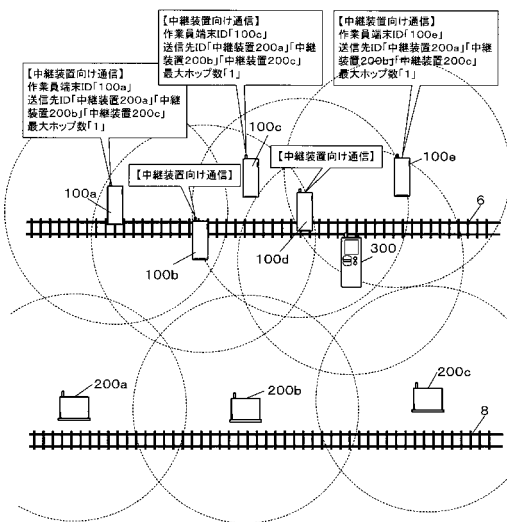 【中継装置向け通信】
作業員端末ID「100c」
送信先ID「中継装置200a」「中継
装置200b」「中継装置200c」
最大ホップ数「1」
【中継装置向け通信】
作業員端末ID「100e」
送信先ID「中継装置200a」「中継
装置200b」「中継装置200c」
最大ホップ数「1」
【中継装置向け通信】
作業員端末ID「100a」
送信先ID「中継装置200a」「中継
装置200b」「中継装置200c」
最大ホップ数「1」
100c
【中継装置向け通信】
100e
【中継装置向け通信】
100a
6
100b
100d
300
200a
200b
200c
8